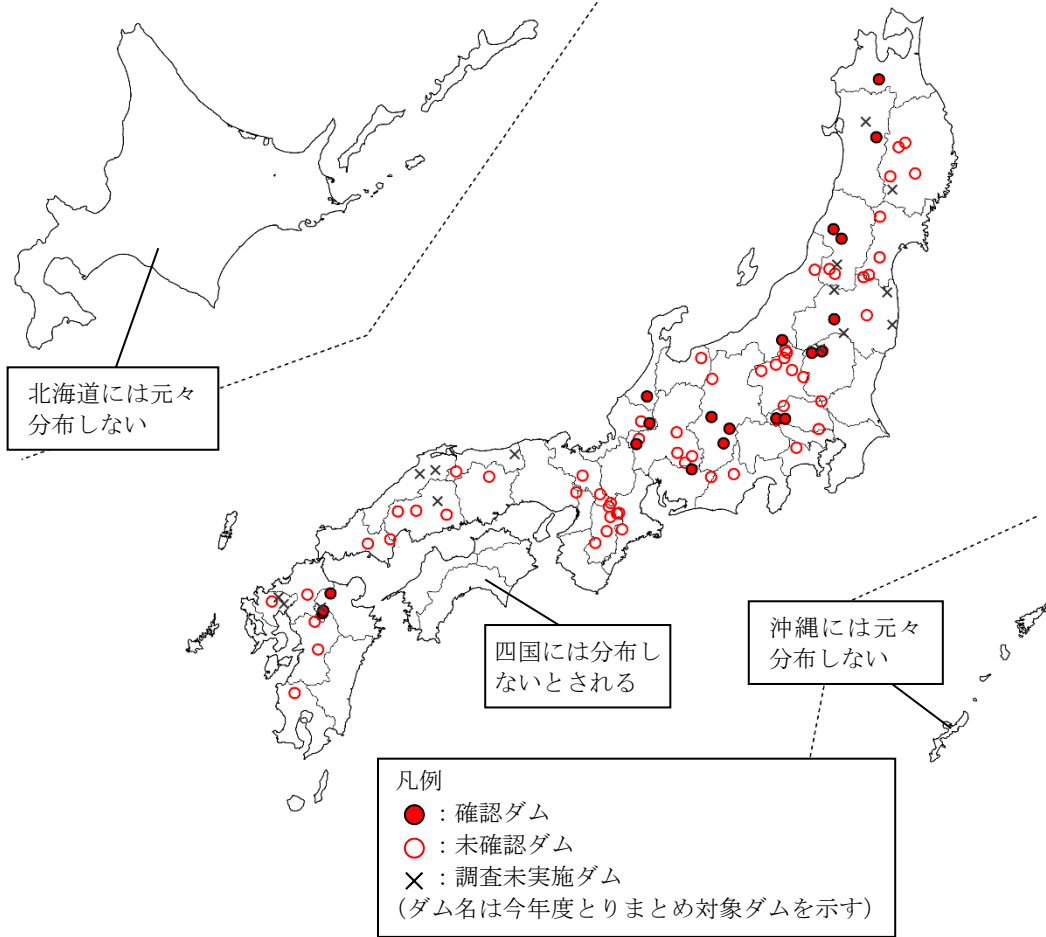 北海道には元々
分布しない
四国には分布し
ないとされる
沖縄には元々
分布しない
凡例
：確認ダム
：未確認ダム
：調査未実施ダム
(ダム名は今年度とりまとめ対象ダムを示す)